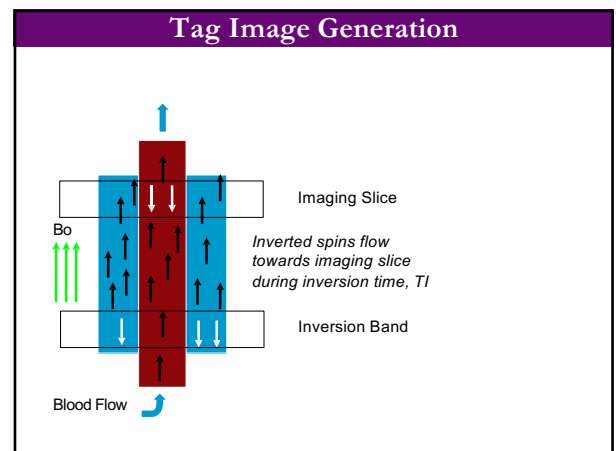 Tag Image Generation
Imaging Slice
Bo
Inverted spins flow
towards imaging slice
during inversion time, TI
Inversion Band
Blood Flow